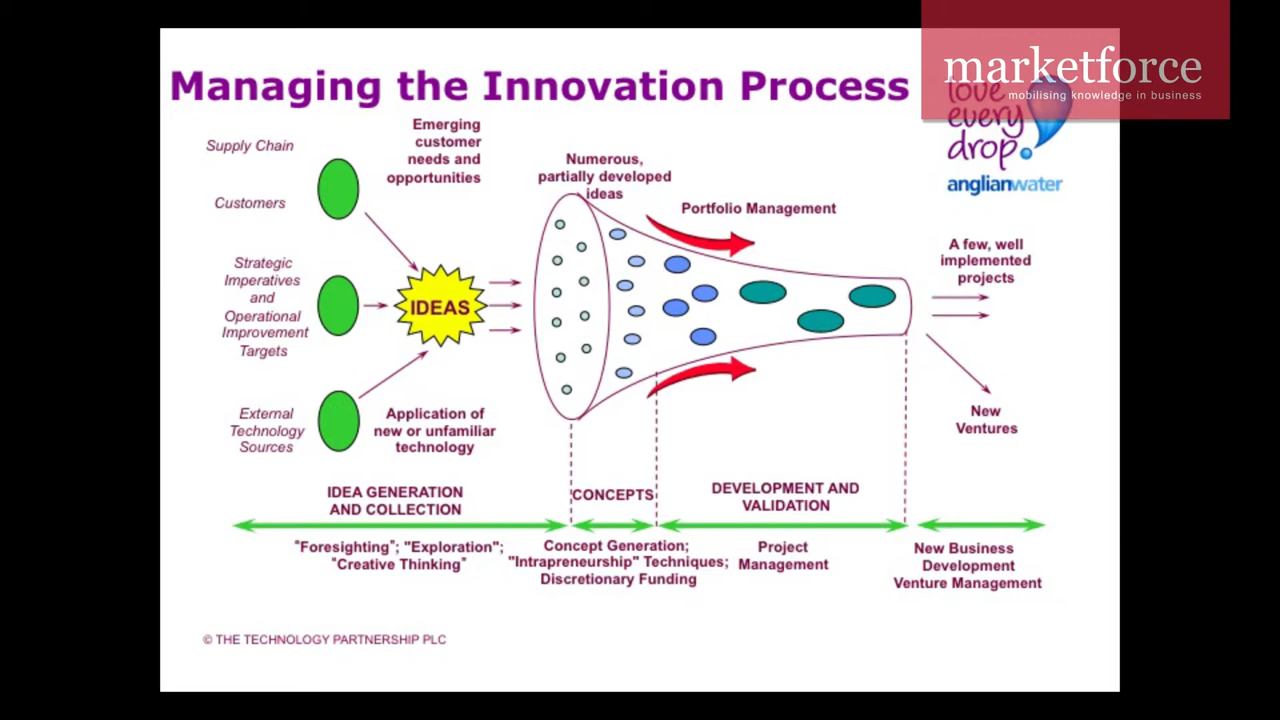 marketforce
mobilising knowledge in business
Managing the Innovation Process
love
every
drop.
anglianwater
Supply Chain
Customers
Strategic
Imperatives
and
Operational
Improvement
Targets
External
Technology
Sources
Emerging
customer
needs and
opportunities
IDEAS
Application of
new or unfamiliar
technology
Numerous,
partially developed
ideas
Portfolio Management
A few, well
implemented
projects
New
Ventures
IDEA GENERATION
AND COLLECTION
CONCEPTS
DEVELOPMENT AND
VALIDATION
"Foresighting"; "Exploration";
"Creative Thinking"
Concept Generation;
"Intrapreneurship" Techniques;
Discretionary Funding
Project
Management
New Business
Development
Venture Management
© THE TECHNOLOGY PARTNERSHIP PLC